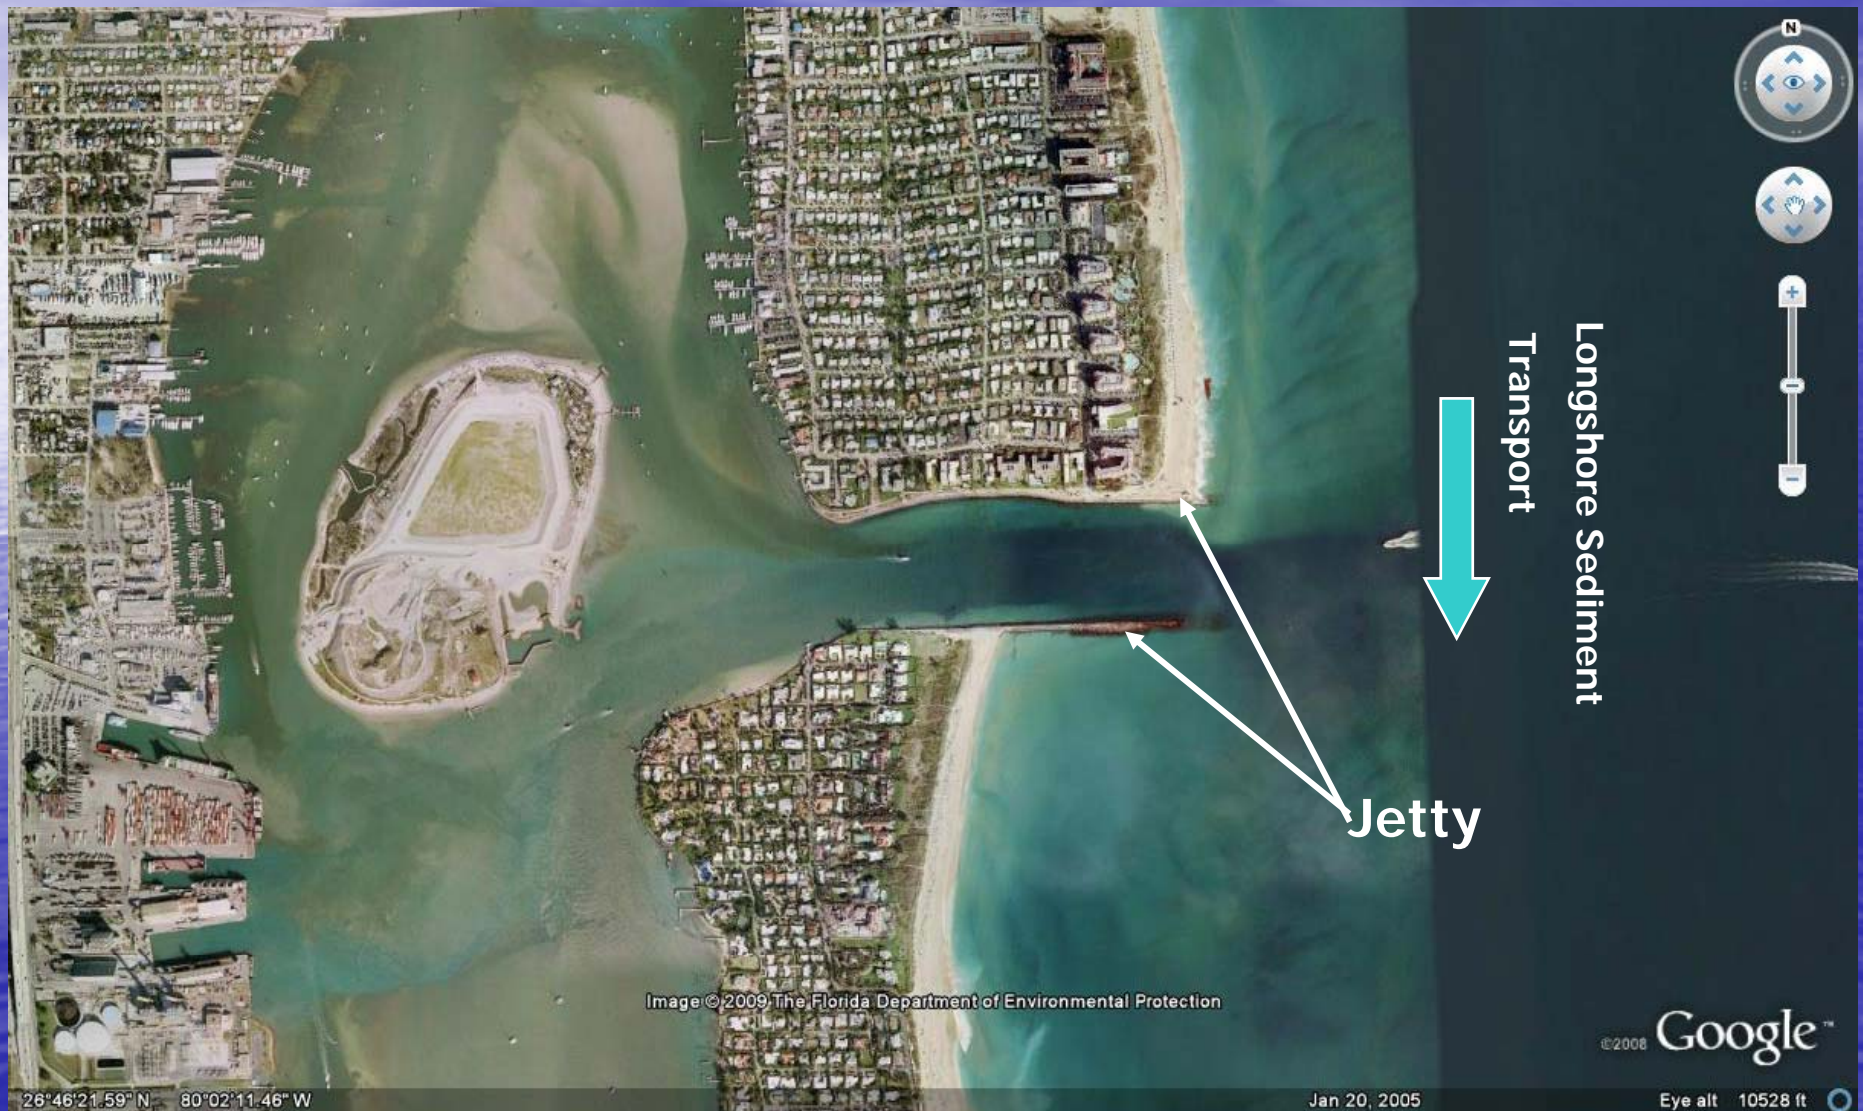 N
Longshore Sediment
Transport
Jetty
Image © 2009 The Florida Department of Environmental Protection
©2008 Google™
26°46'21.59" N 80°02'11.46" W
Jan 20, 2005
Eye alt 10528 ft